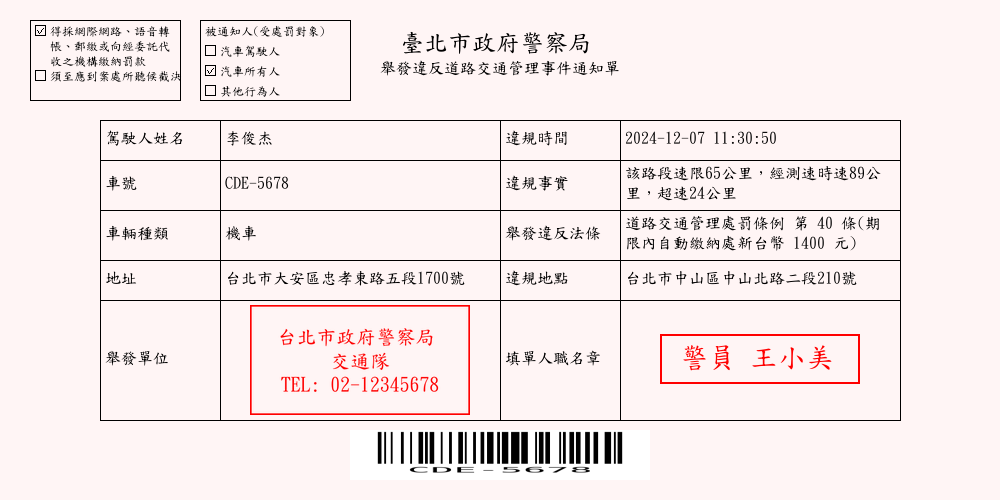 ☑ 得採網際網路、語音轉
帳、郵繳或向經委託代
收之機構繳納罰款
☐ 須至應到案處所聽候裁決
被通知人(受處罰對象)
☐ 汽車駕駛人
☑ 汽車所有人
☐ 其他行為人
臺北市政府警察局
舉發違反道路交通管理事件通知單
駕駛人姓名 李俊杰 違規時間 2024-12-07 11:30:50
車號 CDE-5678 違規事實 該路段速限65公里，經測速時速89公
里，超速24公里
車輛種類 機車 舉發違反法條 道路交通管理處罰條例 第 40 條(期
限內自動繳納處新台幣 1400 元)
地址 台北市大安區忠孝東路五段1700號 違規地點 台北市中山區中山北路二段210號
舉發單位
台北市政府警察局
交通隊
TEL: 02-12345678
填單人職名章
警員 王小美
CDE-5678